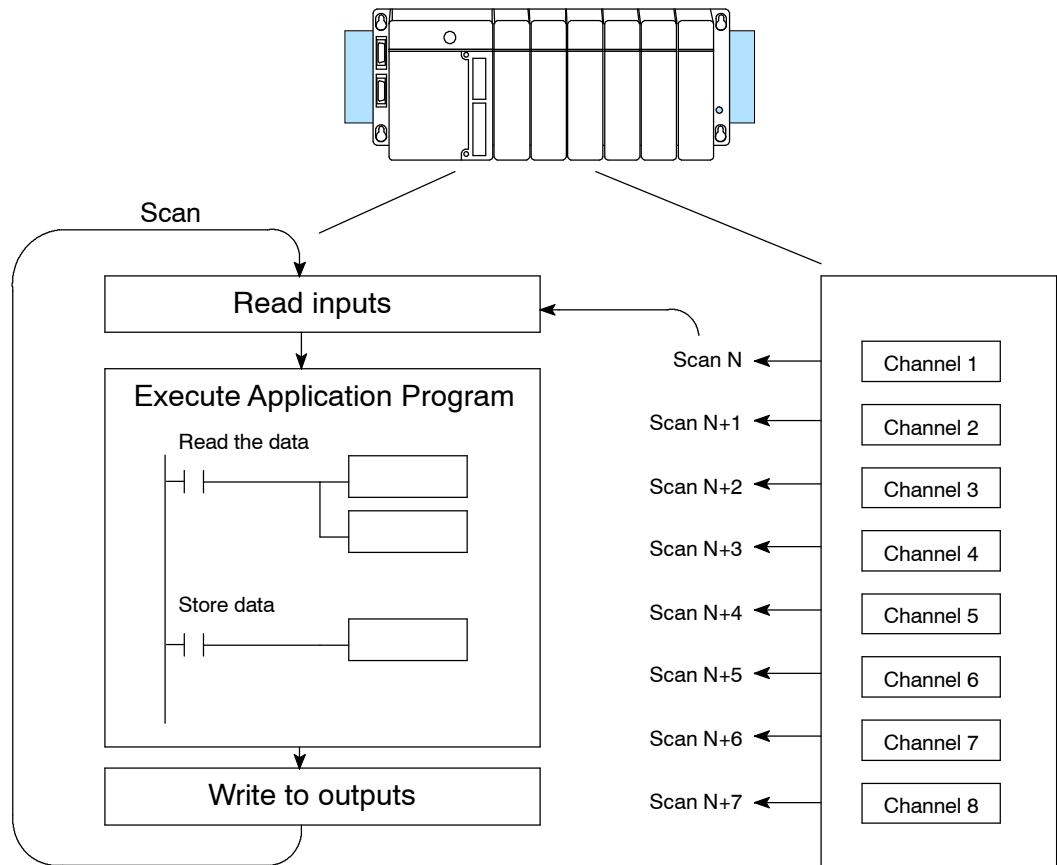 Scan
Read inputs
Execute Application Program
Read the data
Store data
Write to outputs
Scan N
Channel 1
Scan N+1
Channel 2
Scan N+2
Channel 3
Scan N+3
Channel 4
Scan N+4
Channel 5
Scan N+5
Channel 6
Scan N+6
Channel 7
Scan N+7
Channel 8